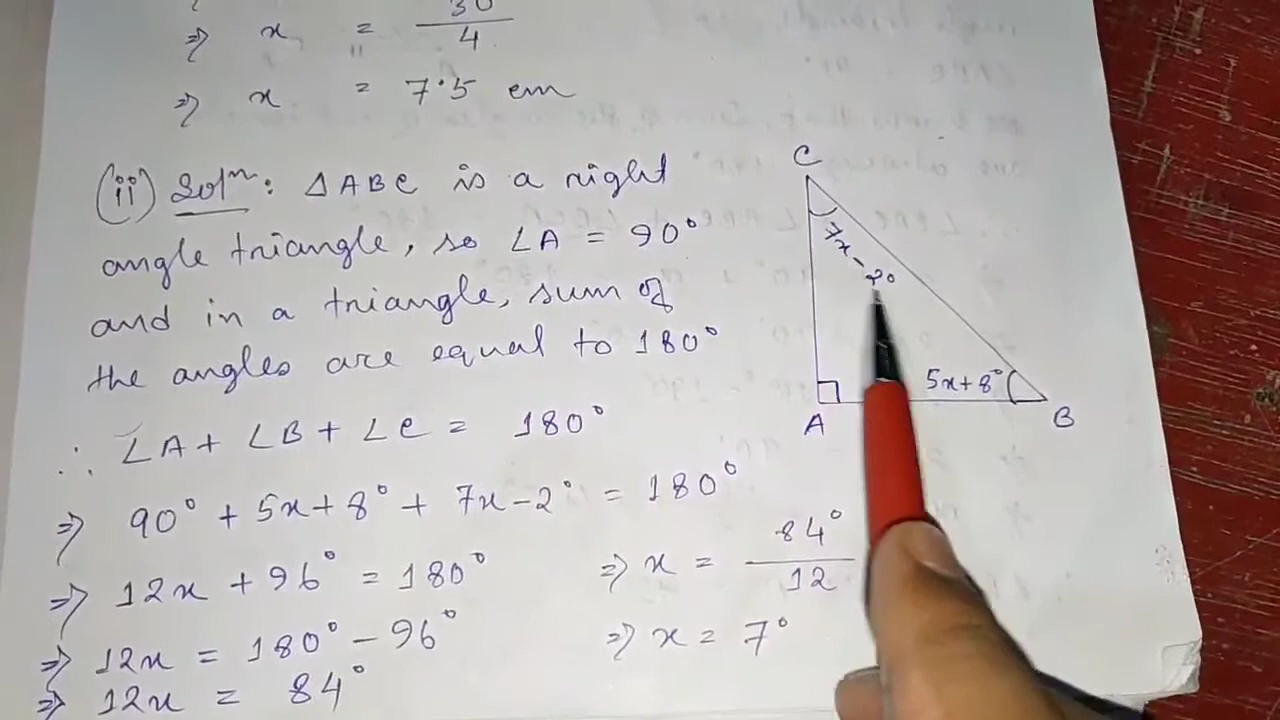 ⇒ x = 30/4
⇒ x = 7.5 cm
(ii) Solⁿ: △ABC is a right
angle triangle, so ∠A = 90°
and in a triangle, sum of
the angles are equal to 180°
∴ ∠A + ∠B + ∠C = 180°
⇒ 90° + 5x + 8° + 7x - 2° = 180°
⇒ 12x + 96° = 180°
⇒ 12x = 180° - 96°
⇒ 12x = 84°
⇒ x = 84°/12
⇒ x = 7°
C
7x - 2°
5x + 8°
A
B